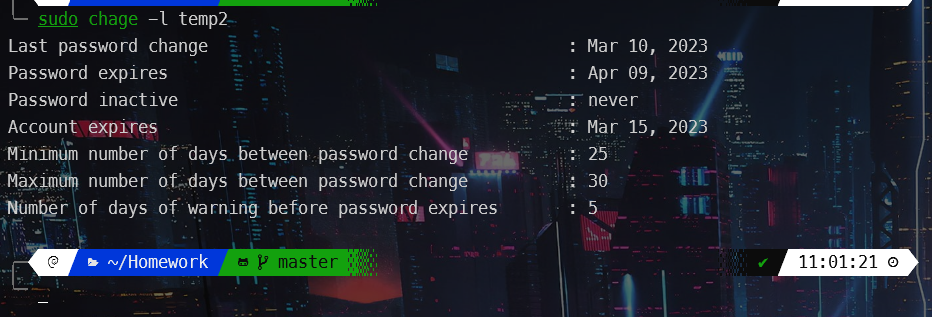 sudo chage -l temp2
Last password change : Mar 10, 2023
Password expires : Apr 09, 2023
Password inactive : never
Account expires : Mar 15, 2023
Minimum number of days between password change : 25
Maximum number of days between password change : 30
Number of days of warning before password expires : 5
~/Homework master ✔ 11:01:21